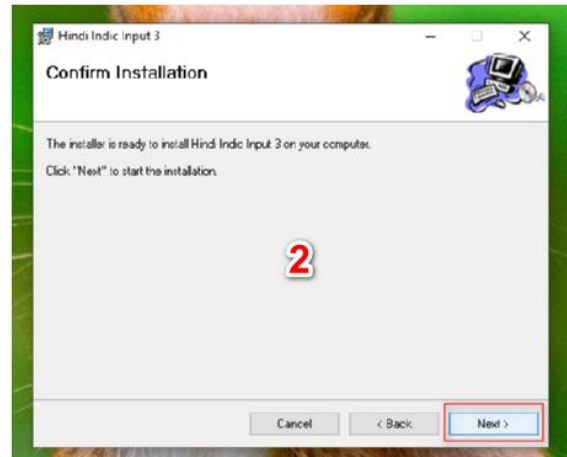 Hindi Indic Input 3
Confirm Installation
The installer is ready to install Hindi Indic Input 3 on your computer.
Click "Next" to start the installation.
2
Cancel
< Back
Next >